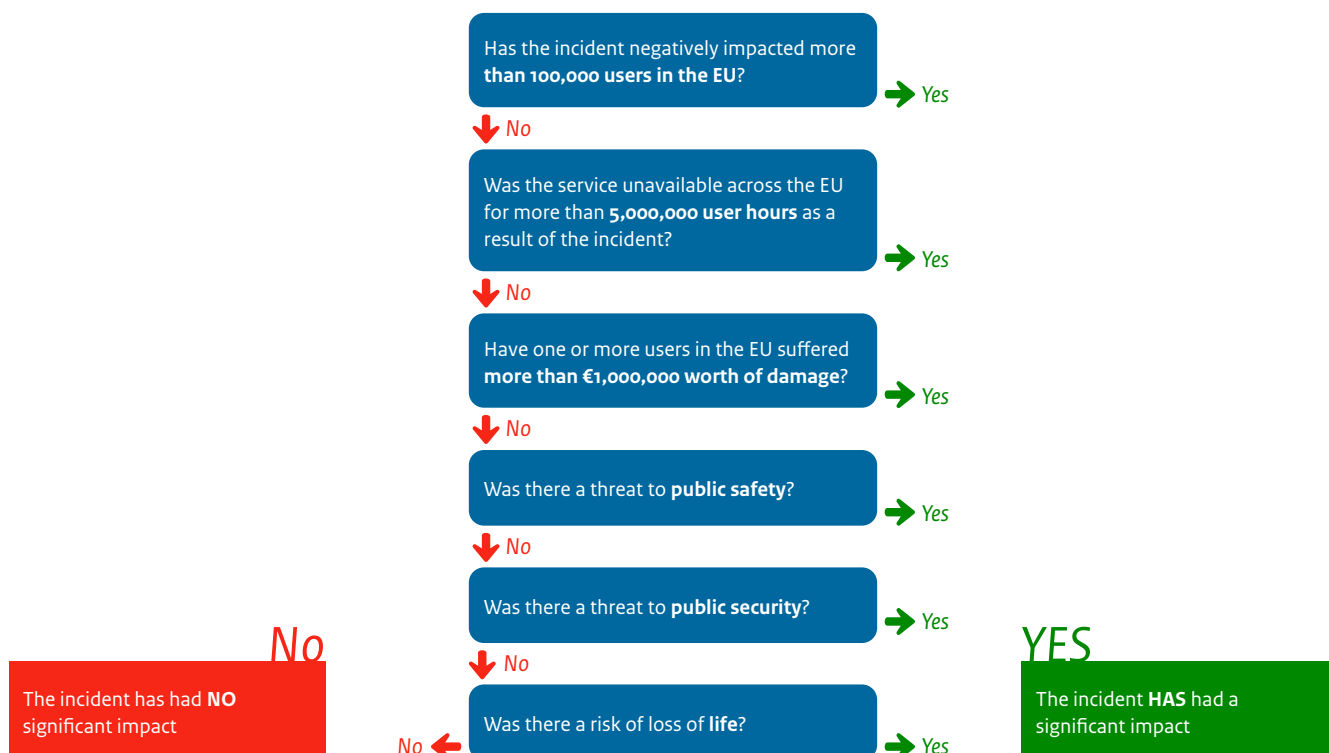 Has the incident negatively impacted more
than 100,000 users in the EU?
Yes
No
Was the service unavailable across the EU
for more than 5,000,000 user hours as a
result of the incident?
Yes
No
Have one or more users in the EU suffered
more than €1,000,000 worth of damage?
Yes
No
Was there a threat to public safety?
Yes
No
Was there a threat to public security?
Yes
No
No
The incident has had NO
significant impact
YES
The incident HAS had a
significant impact
Was there a risk of loss of life?
No
Yes